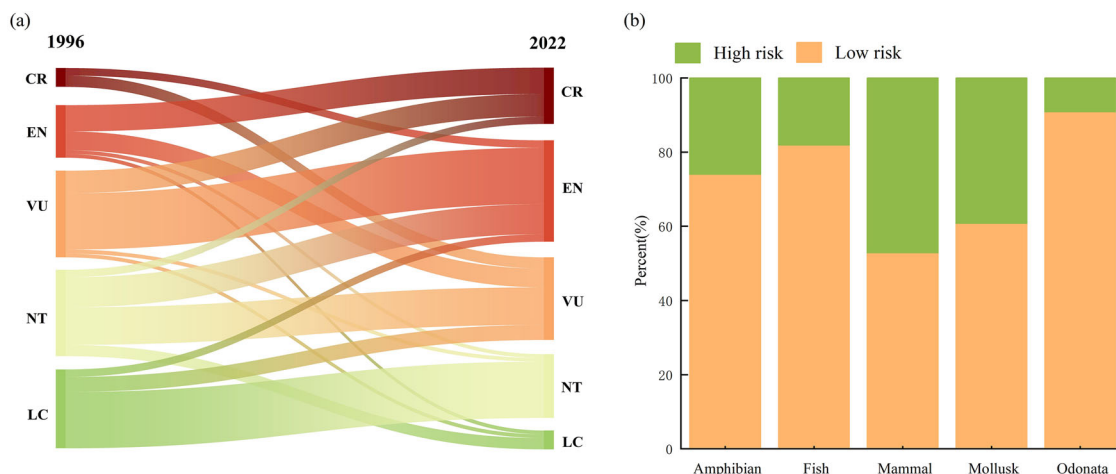 (a)
1996
2022
CR
EN
VU
NT
LC
CR
EN
VU
NT
LC
(b)
High risk
Low risk
Percent(%)
100
80
60
40
20
0
Amphibian
Fish
Mammal
Mollusk
Odonata